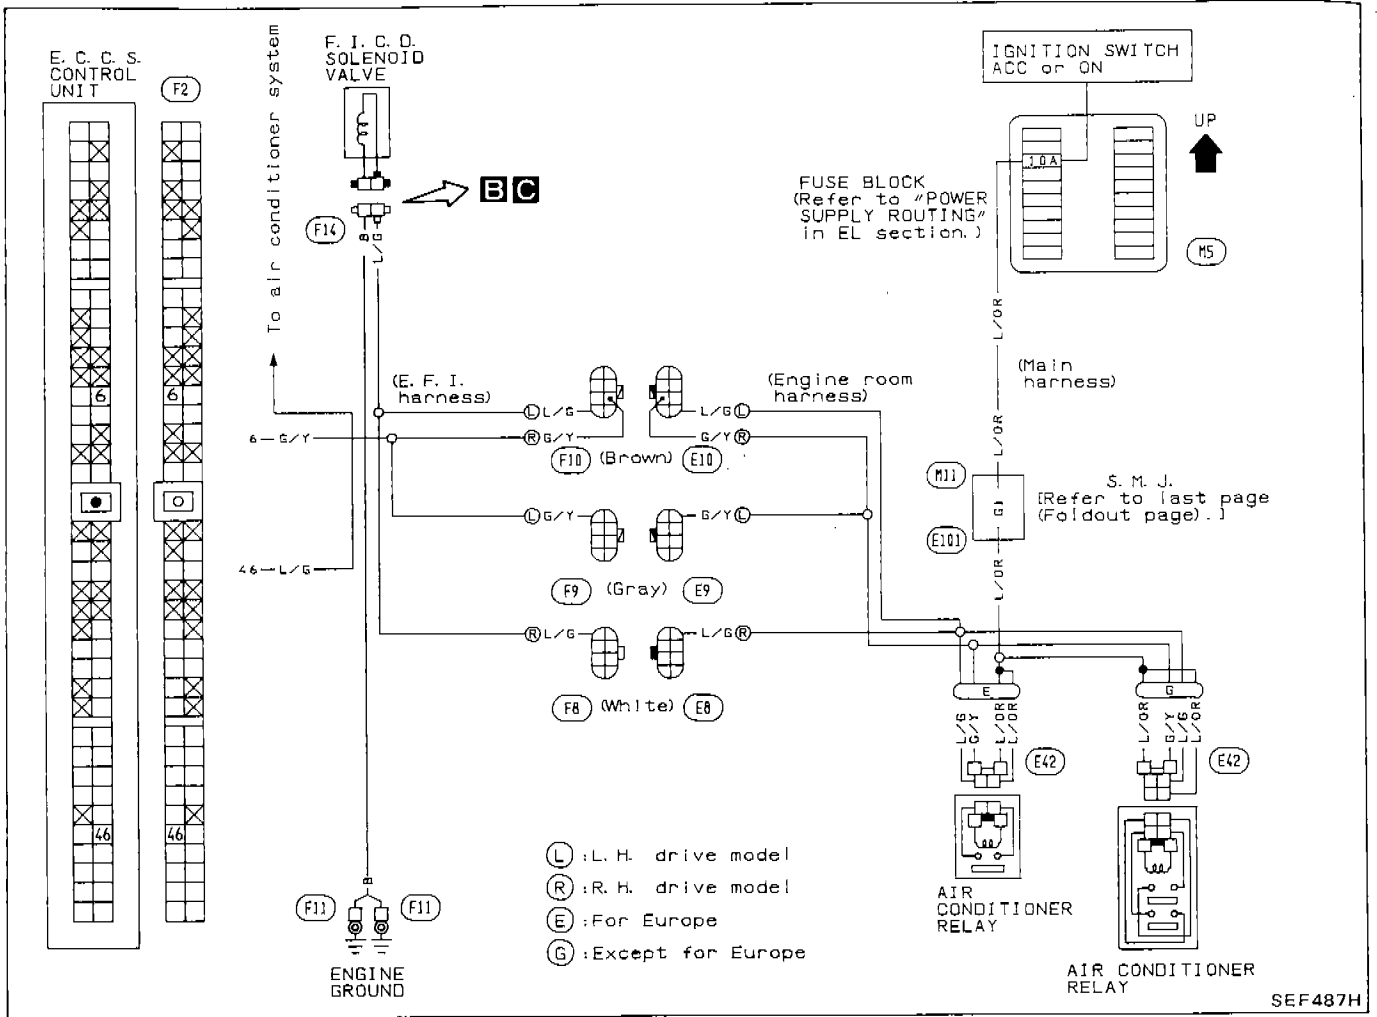 E. C. C. S.
CONTROL
UNIT
F2
To air conditioner system
F. I. C. D.
SOLENOID
VALVE
B C
F14
B
L/G
IGNITION SWITCH
ACC or ON
UP
10A
FUSE BLOCK
(Refer to "POWER
SUPPLY ROUTING"
in EL section.)
M5
L/OR
(Main
harness)
L/OR
(E. F. I.
harness)
(Engine room
harness)
6
6
L L/G
L/G L
6 G/Y
R G/Y
G/Y R
F10 (Brown) E10
M11
G1
S. M. J.
[Refer to last page
(Foldout page).]
E101
L G/Y
G/Y L
46 L/G
F9 (Gray) E9
L/OR
R L/G
L/G R
F8 (White) E8
E
G
L/G
G/Y
L/OR
L/OR
E42
L/OR
G/Y
L/G
L/OR
E42
46
46
L : L. H. drive model
R : R. H. drive model
E : For Europe
G : Except for Europe
B
F11
F11
ENGINE
GROUND
AIR
CONDITIONER
RELAY
AIR CONDITIONER
RELAY
SEF487H